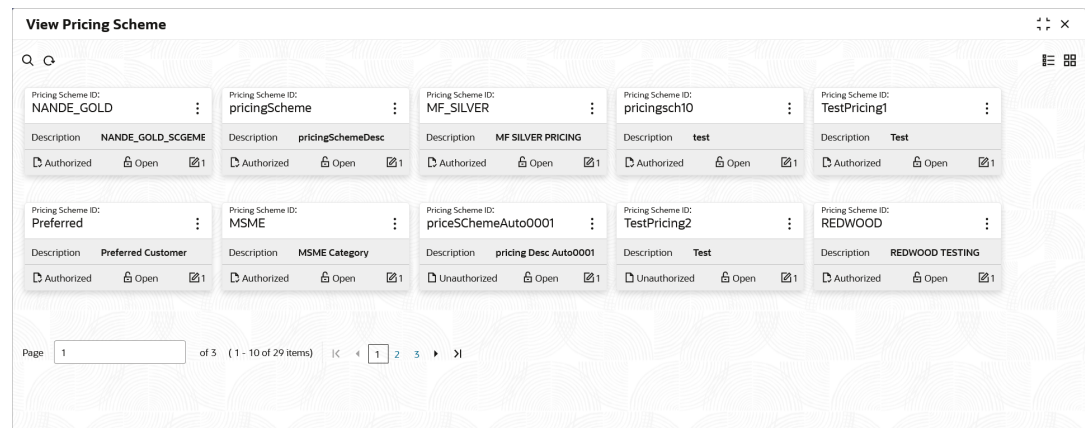 View Pricing Scheme
Pricing Scheme ID: Pricing Scheme ID: Pricing Scheme ID: Pricing Scheme ID: Pricing Scheme ID:
NANDE_GOLD pricingScheme MF_SILVER pricingsch10 TestPricing1
Description NANDE_GOLD_SCGEME Description pricingSchemeDesc Description MF SILVER PRICING Description test Description Test
Authorized Open 1 Authorized Open 1 Authorized Open 1 Authorized Open 1 Authorized Open 1
Pricing Scheme ID: Pricing Scheme ID: Pricing Scheme ID: Pricing Scheme ID: Pricing Scheme ID:
Preferred MSME priceSChemeAuto0001 TestPricing2 REDWOOD
Description Preferred Customer Description MSME Category Description pricing Desc Auto0001 Description Test Description REDWOOD TESTING
Authorized Open 1 Authorized Open 1 Unauthorized Open 1 Unauthorized Open 1 Authorized Open 1
Page 1 of 3 ( 1 - 10 of 29 items) 1 2 3